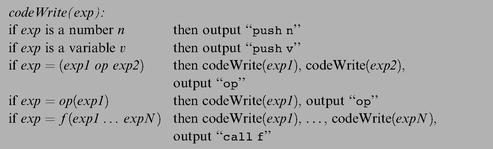 codeWrite(exp):
if exp is a number n then output “push n”
if exp is a variable v then output “push v”
if exp = (exp1 op exp2) then codeWrite(exp1), codeWrite(exp2),
output “op”
if exp = op(exp1) then codeWrite(exp1), output “op”
if exp = f(exp1 … expN) then codeWrite(exp1), …, codeWrite(expN),
output “call f”